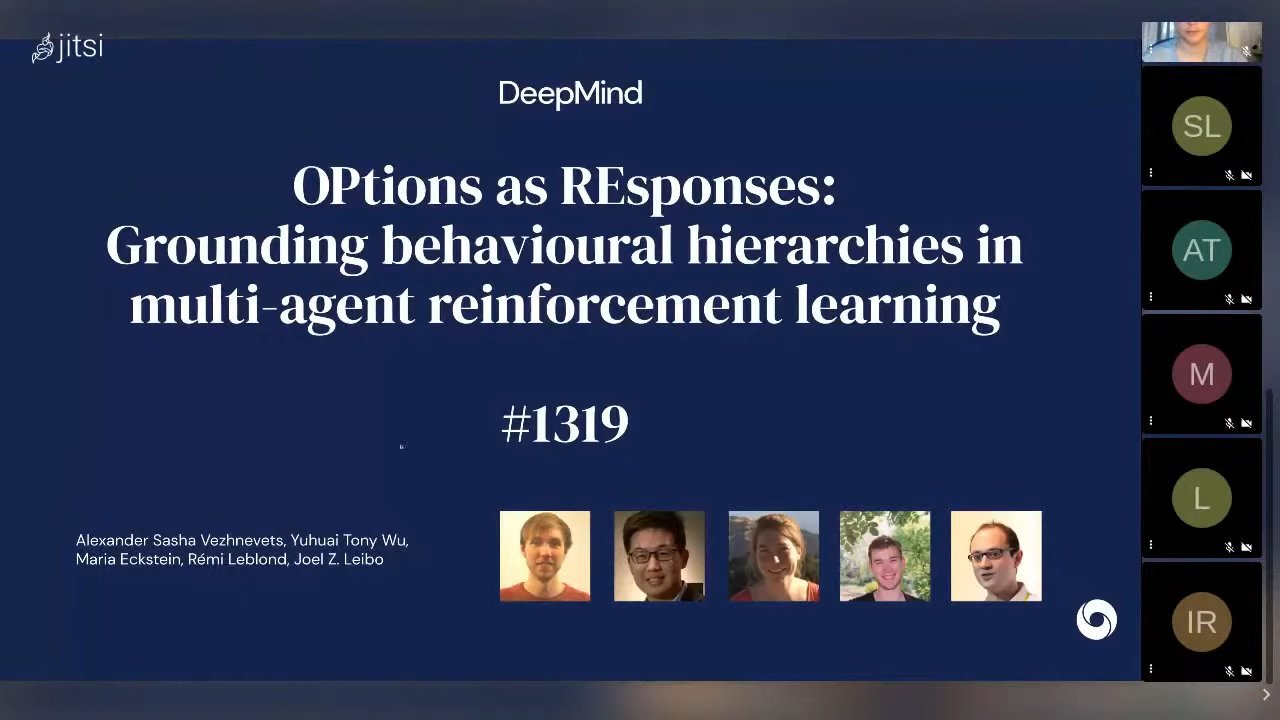 jitsi
DeepMind
OPtions as REsponses:
Grounding behavioural hierarchies in
multi-agent reinforcement learning
#1319
Alexander Sasha Vezhnevets, Yuhuai Tony Wu,
Maria Eckstein, Rémi Leblond, Joel Z. Leibo
SL
AT
M
L
IR